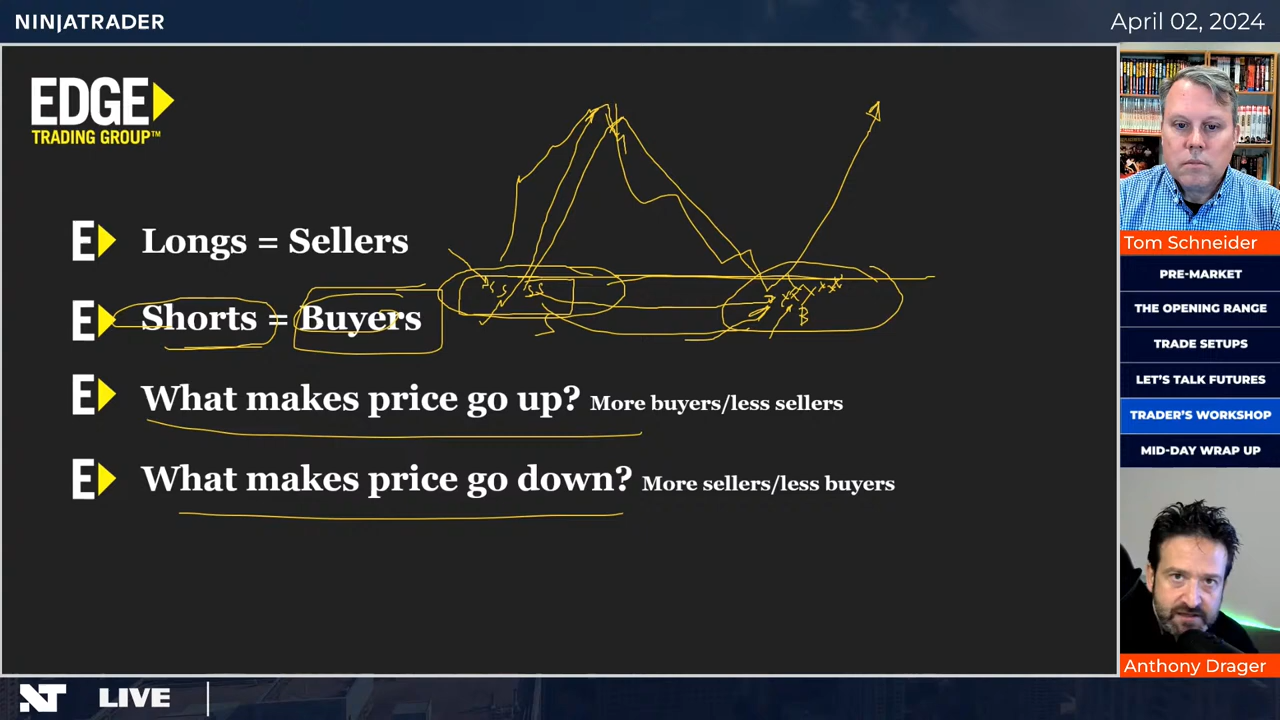 NINJATRADER
April 02, 2024
EDGE
TRADING GROUP™
E Longs = Sellers
E Shorts = Buyers
E What makes price go up? More buyers/less sellers
E What makes price go down? More sellers/less buyers
B
Tom Schneider
PRE-MARKET
THE OPENING RANGE
TRADE SETUPS
LET'S TALK FUTURES
TRADER'S WORKSHOP
MID-DAY WRAP UP
Anthony Drager
NT LIVE